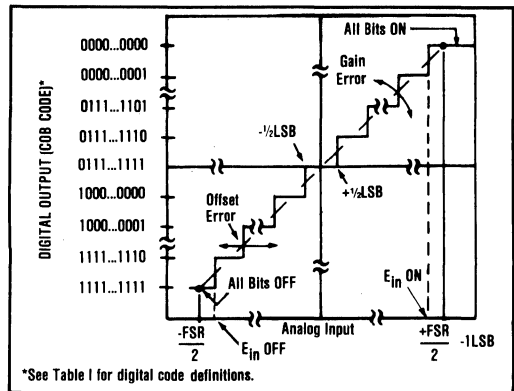 All Bits ON
0000...0000
0000...0001
Gain
Error
0111...1101
0111...1110
-½LSB
0111...1111
+½LSB
1000...0000
Offset
Error
1000...0001
1111...1110
All Bits OFF
1111...1111
E_in ON
DIGITAL OUTPUT (COB CODE)*
Analog Input
-FSR/2
E_in OFF
+FSR/2 -1LSB
*See Table I for digital code definitions.